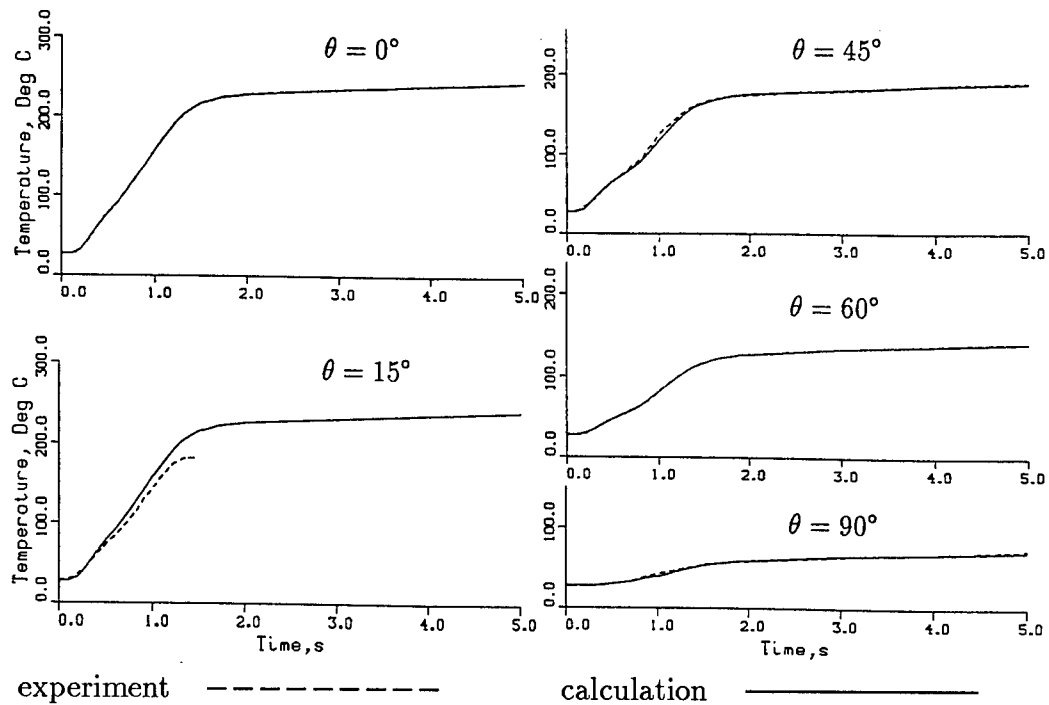 θ = 0°
Temperature, Deg C
300.0
200.0
100.0
0.0
0.0 1.0 2.0 3.0 4.0 5.0
θ = 15°
Temperature, Deg C
300.0
200.0
100.0
0.0
0.0 1.0 2.0 3.0 4.0 5.0
Time,s
θ = 45°
200.0
100.0
0.0
0.0 1.0 2.0 3.0 4.0 5.0
θ = 60°
200.0
100.0
0.0
0.0 1.0 2.0 3.0 4.0 5.0
θ = 90°
100.0
0.0
0.0 1.0 2.0 3.0 4.0 5.0
Time,s
experiment
calculation